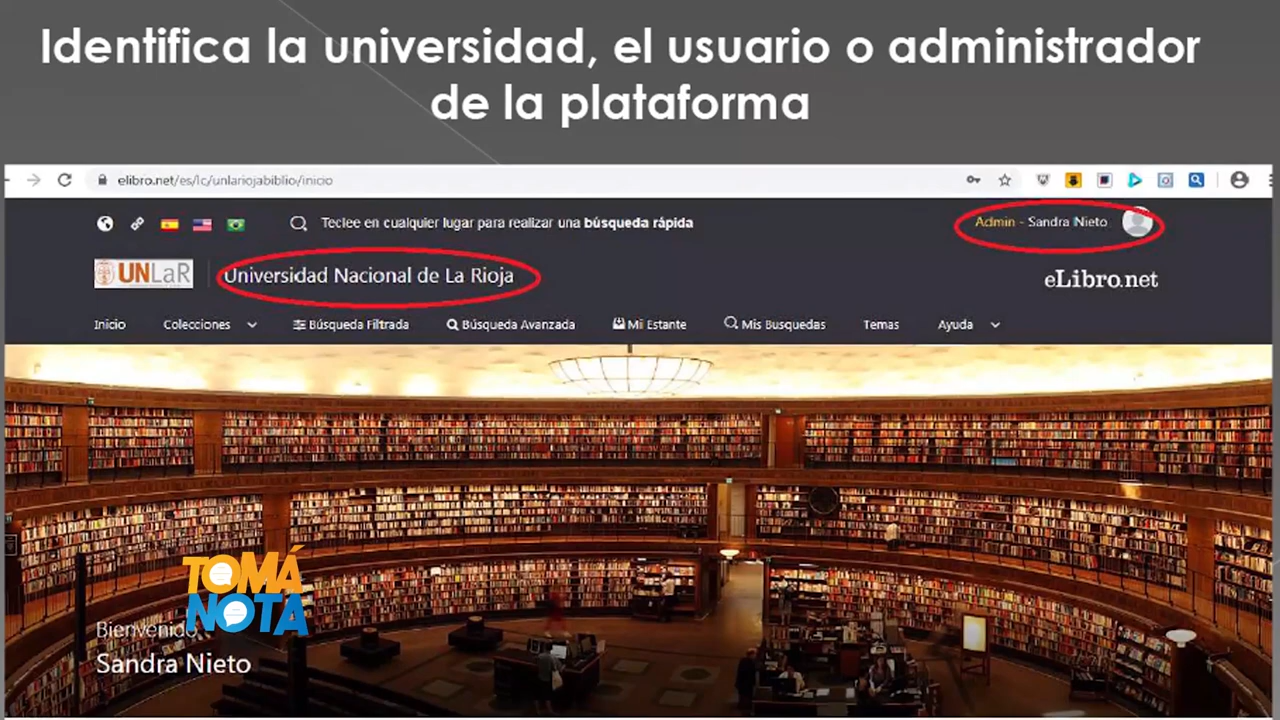 Identifica la universidad, el usuario o administrador
de la plataforma
elibro.net/es/lc/unlariojabiblio/inicio
Teclee en cualquier lugar para realizar una búsqueda rápida
Admin - Sandra Nieto
UNLaR
Universidad Nacional de La Rioja
eLibro.net
Inicio Colecciones Búsqueda Filtrada Búsqueda Avanzada Mi Estante Mis Busquedas Temas Ayuda
TOMÁ
NOTA
Bienvenido
Sandra Nieto